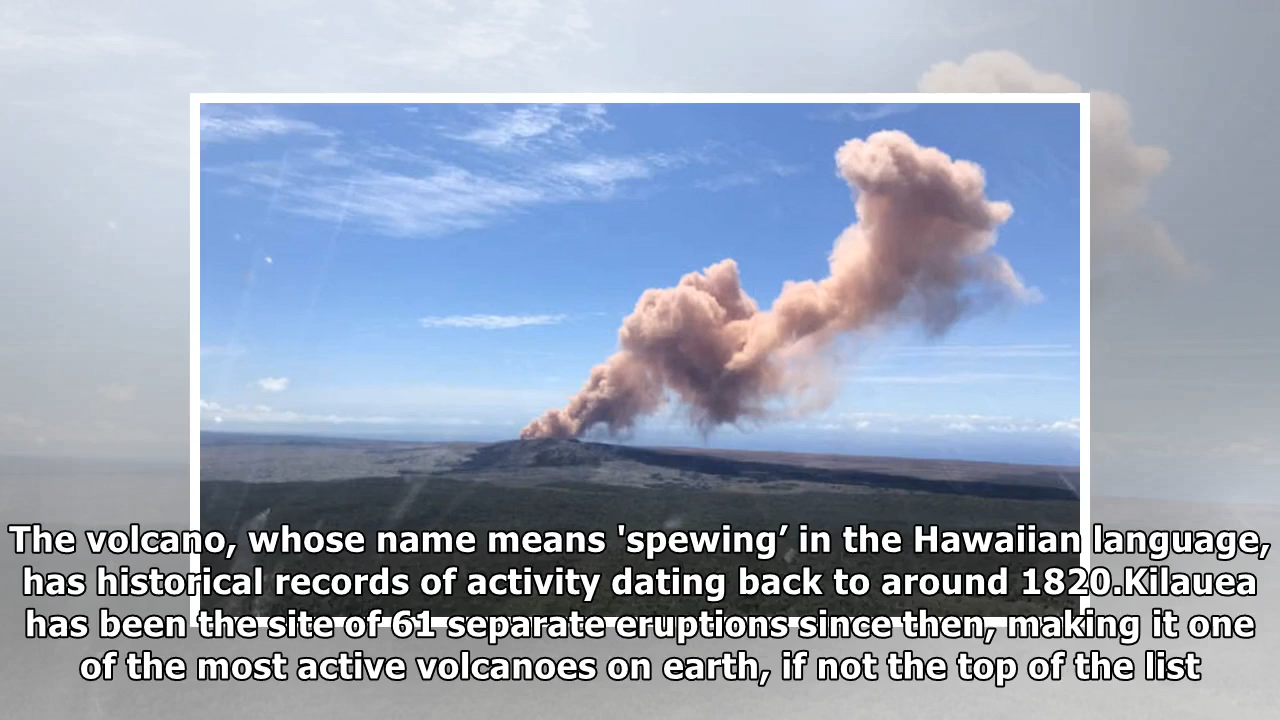 The volcano, whose name means 'spewing’ in the Hawaiian language,
has historical records of activity dating back to around 1820.Kilauea
has been the site of 61 separate eruptions since then, making it one
of the most active volcanoes on earth, if not the top of the list